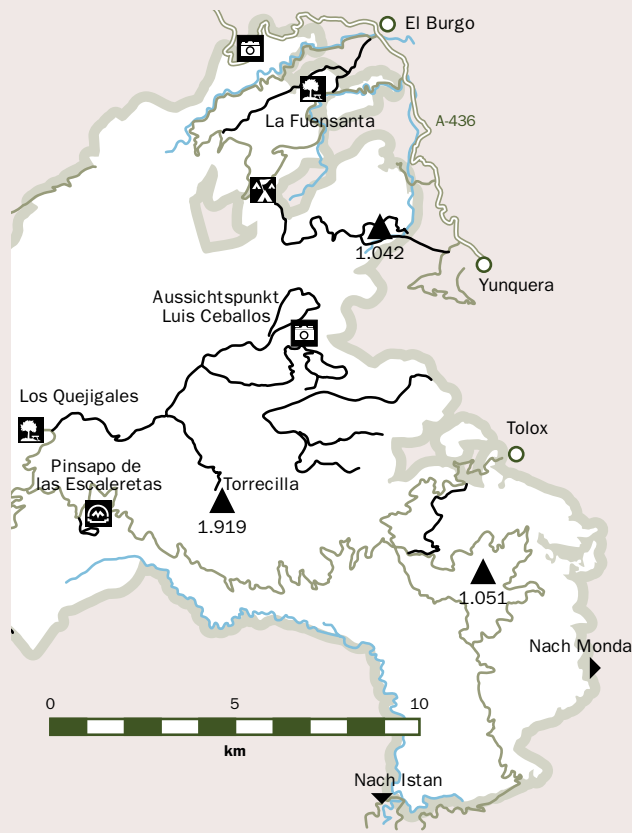 El Burgo
A-436
La Fuensanta
1.042
Yunquera
Aussichtspunkt
Luis Ceballos
Los Quejigales
Tolox
Pinsapo de
las Escaleretas
Torrecilla
1.919
1.051
Nach Monda
0 5 10
km
Nach Istan